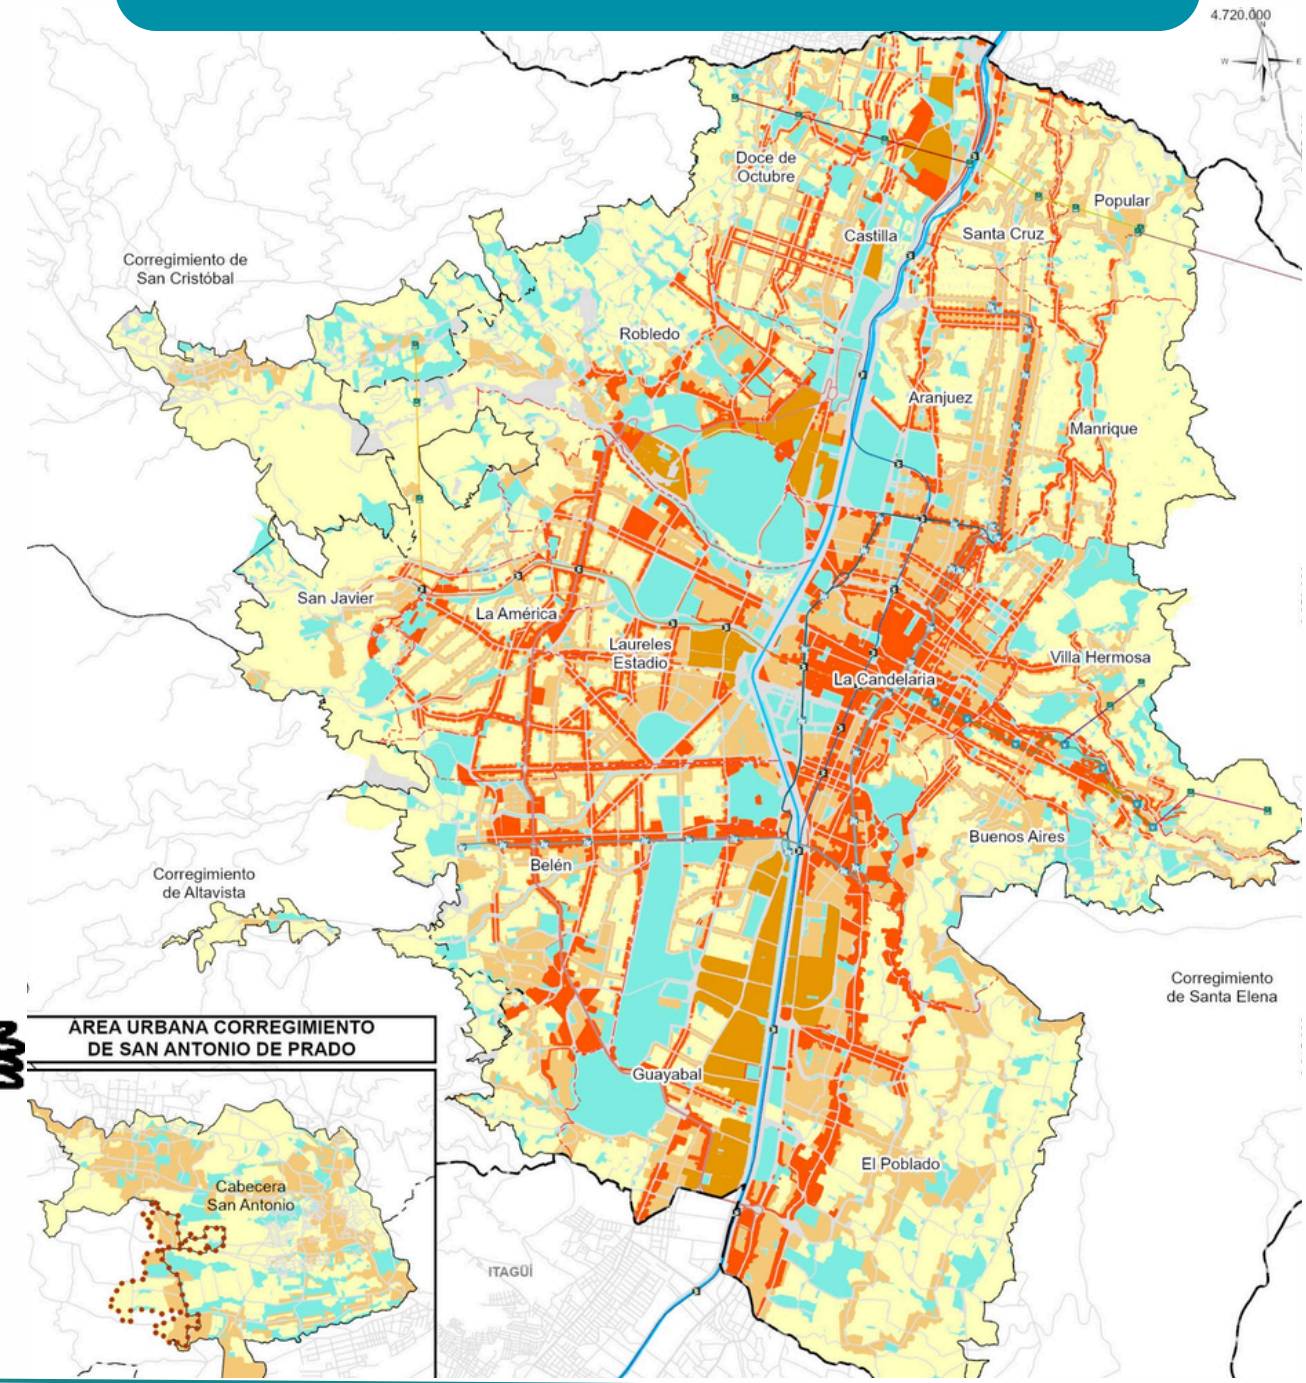 4.720.000
N
W
E
S
Doce de
Octubre
Popular
Castilla
Santa Cruz
Corregimiento de
San Cristóbal
Robledo
Aranjuez
Manrique
San Javier
La América
Laureles
Estadio
Villa Hermosa
La Candelaria
Buenos Aires
Belén
Corregimiento
de Altavista
Corregimiento
de Santa Elena
ÁREA URBANA CORREGIMIENTO
DE SAN ANTONIO DE PRADO
Guayabal
El Poblado
Cabecera
San Antonio
ITAGÜÍ